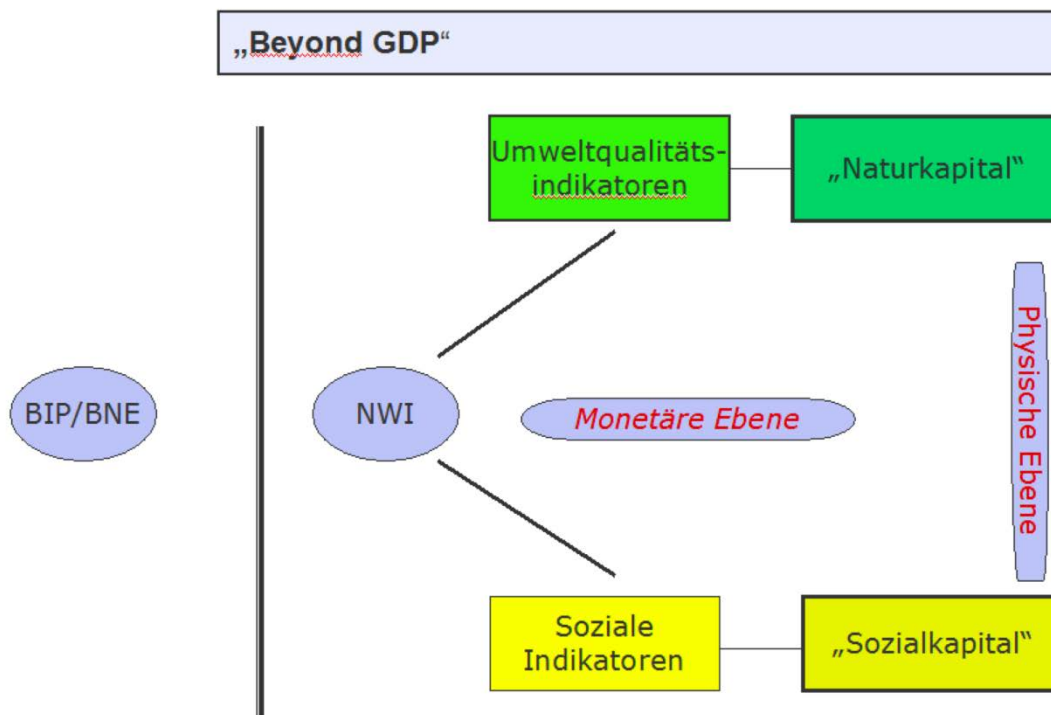 „Beyond GDP“
Umweltqualitäts-
indikatoren
„Naturkapital“
BIP/BNE
NWI
Monetäre Ebene
Physische Ebene
Soziale
Indikatoren
„Sozialkapital“